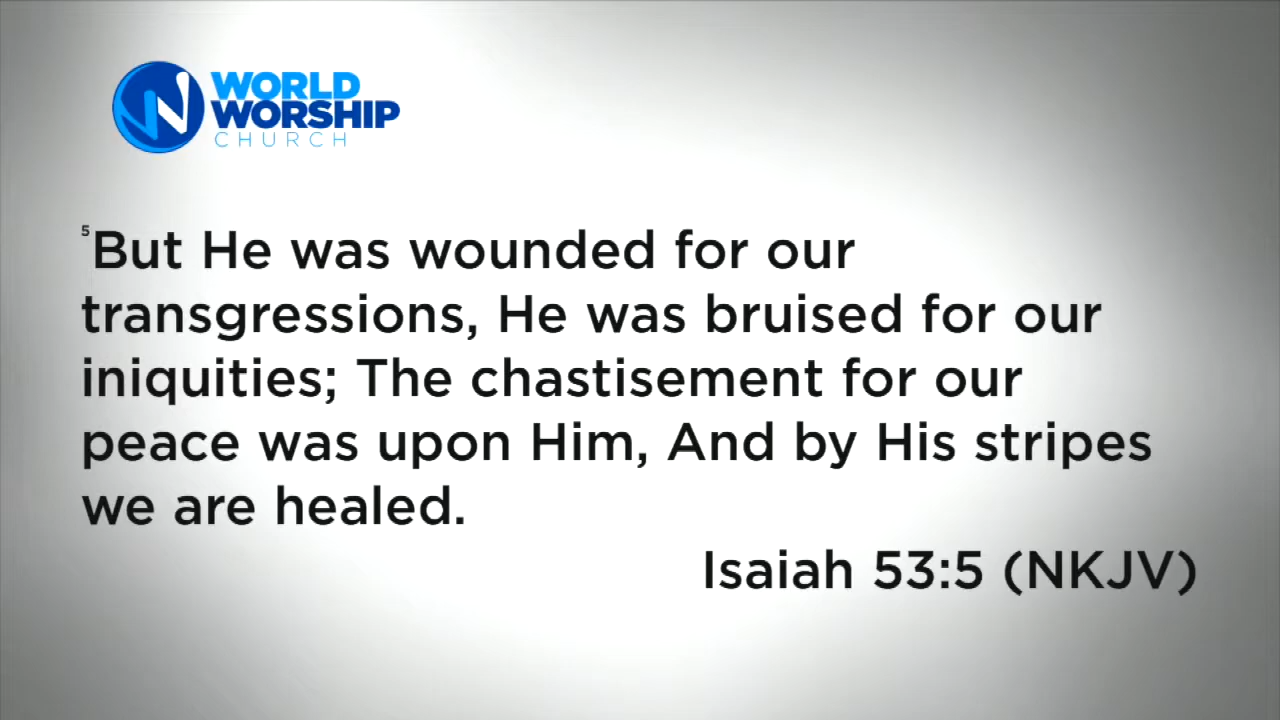 WORLD
WORSHIP
CHURCH
⁵But He was wounded for our
transgressions, He was bruised for our
iniquities; The chastisement for our
peace was upon Him, And by His stripes
we are healed.
Isaiah 53:5 (NKJV)